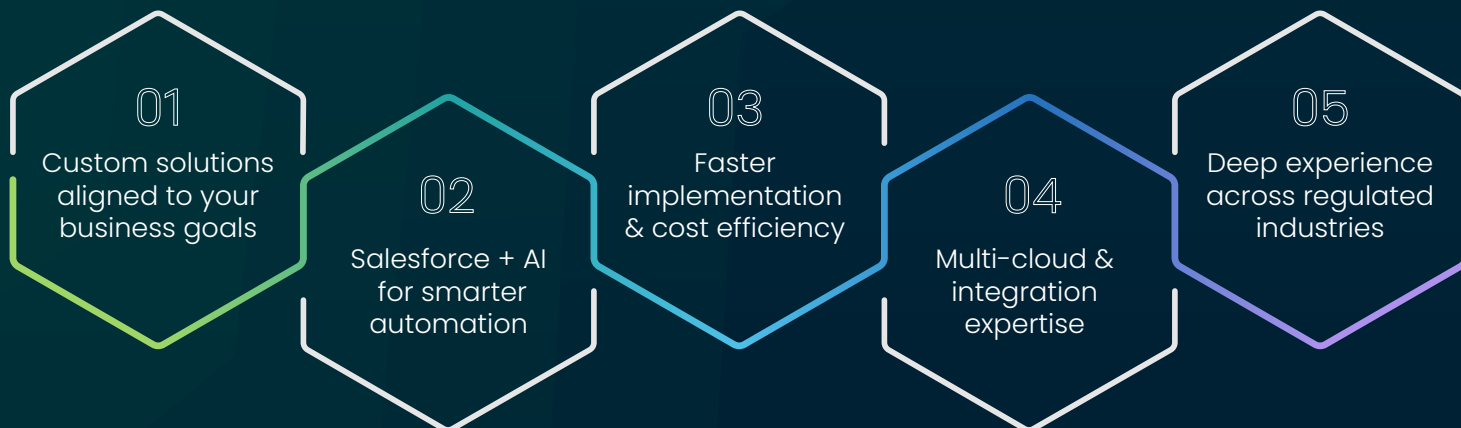 01
Custom solutions
aligned to your
business goals
02
Salesforce + AI
for smarter
automation
03
Faster
implementation
& cost efficiency
04
Multi-cloud &
integration
expertise
05
Deep experience
across regulated
industries